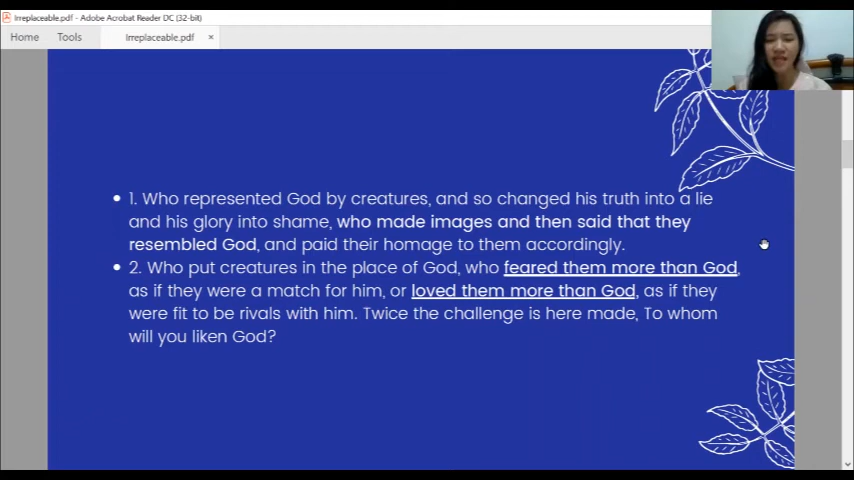 Irreplaceable.pdf - Adobe Acrobat Reader DC (32-bit)
Home Tools Irreplaceable.pdf ×
• 1. Who represented God by creatures, and so changed his truth into a lie
and his glory into shame, who made images and then said that they
resembled God, and paid their homage to them accordingly.
• 2. Who put creatures in the place of God, who feared them more than God,
as if they were a match for him, or loved them more than God, as if they
were fit to be rivals with him. Twice the challenge is here made, To whom
will you liken God?